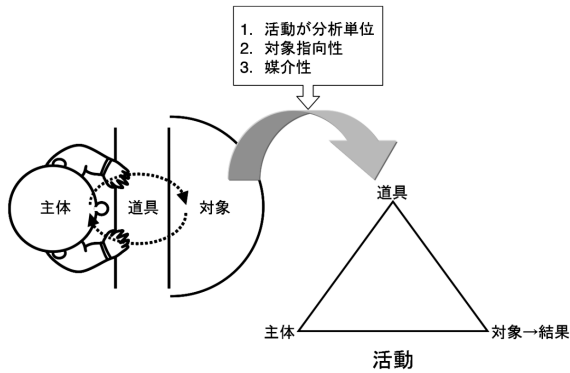 1. 活動が分析単位
2. 対象指向性
3. 媒介性
主体
道具
対象
道具
主体
対象→結果
活動